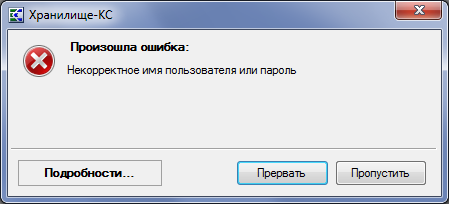 Хранилище-КС
Произошла ошибка:
Некорректное имя пользователя или пароль
Подробности...
Прервать
Пропустить